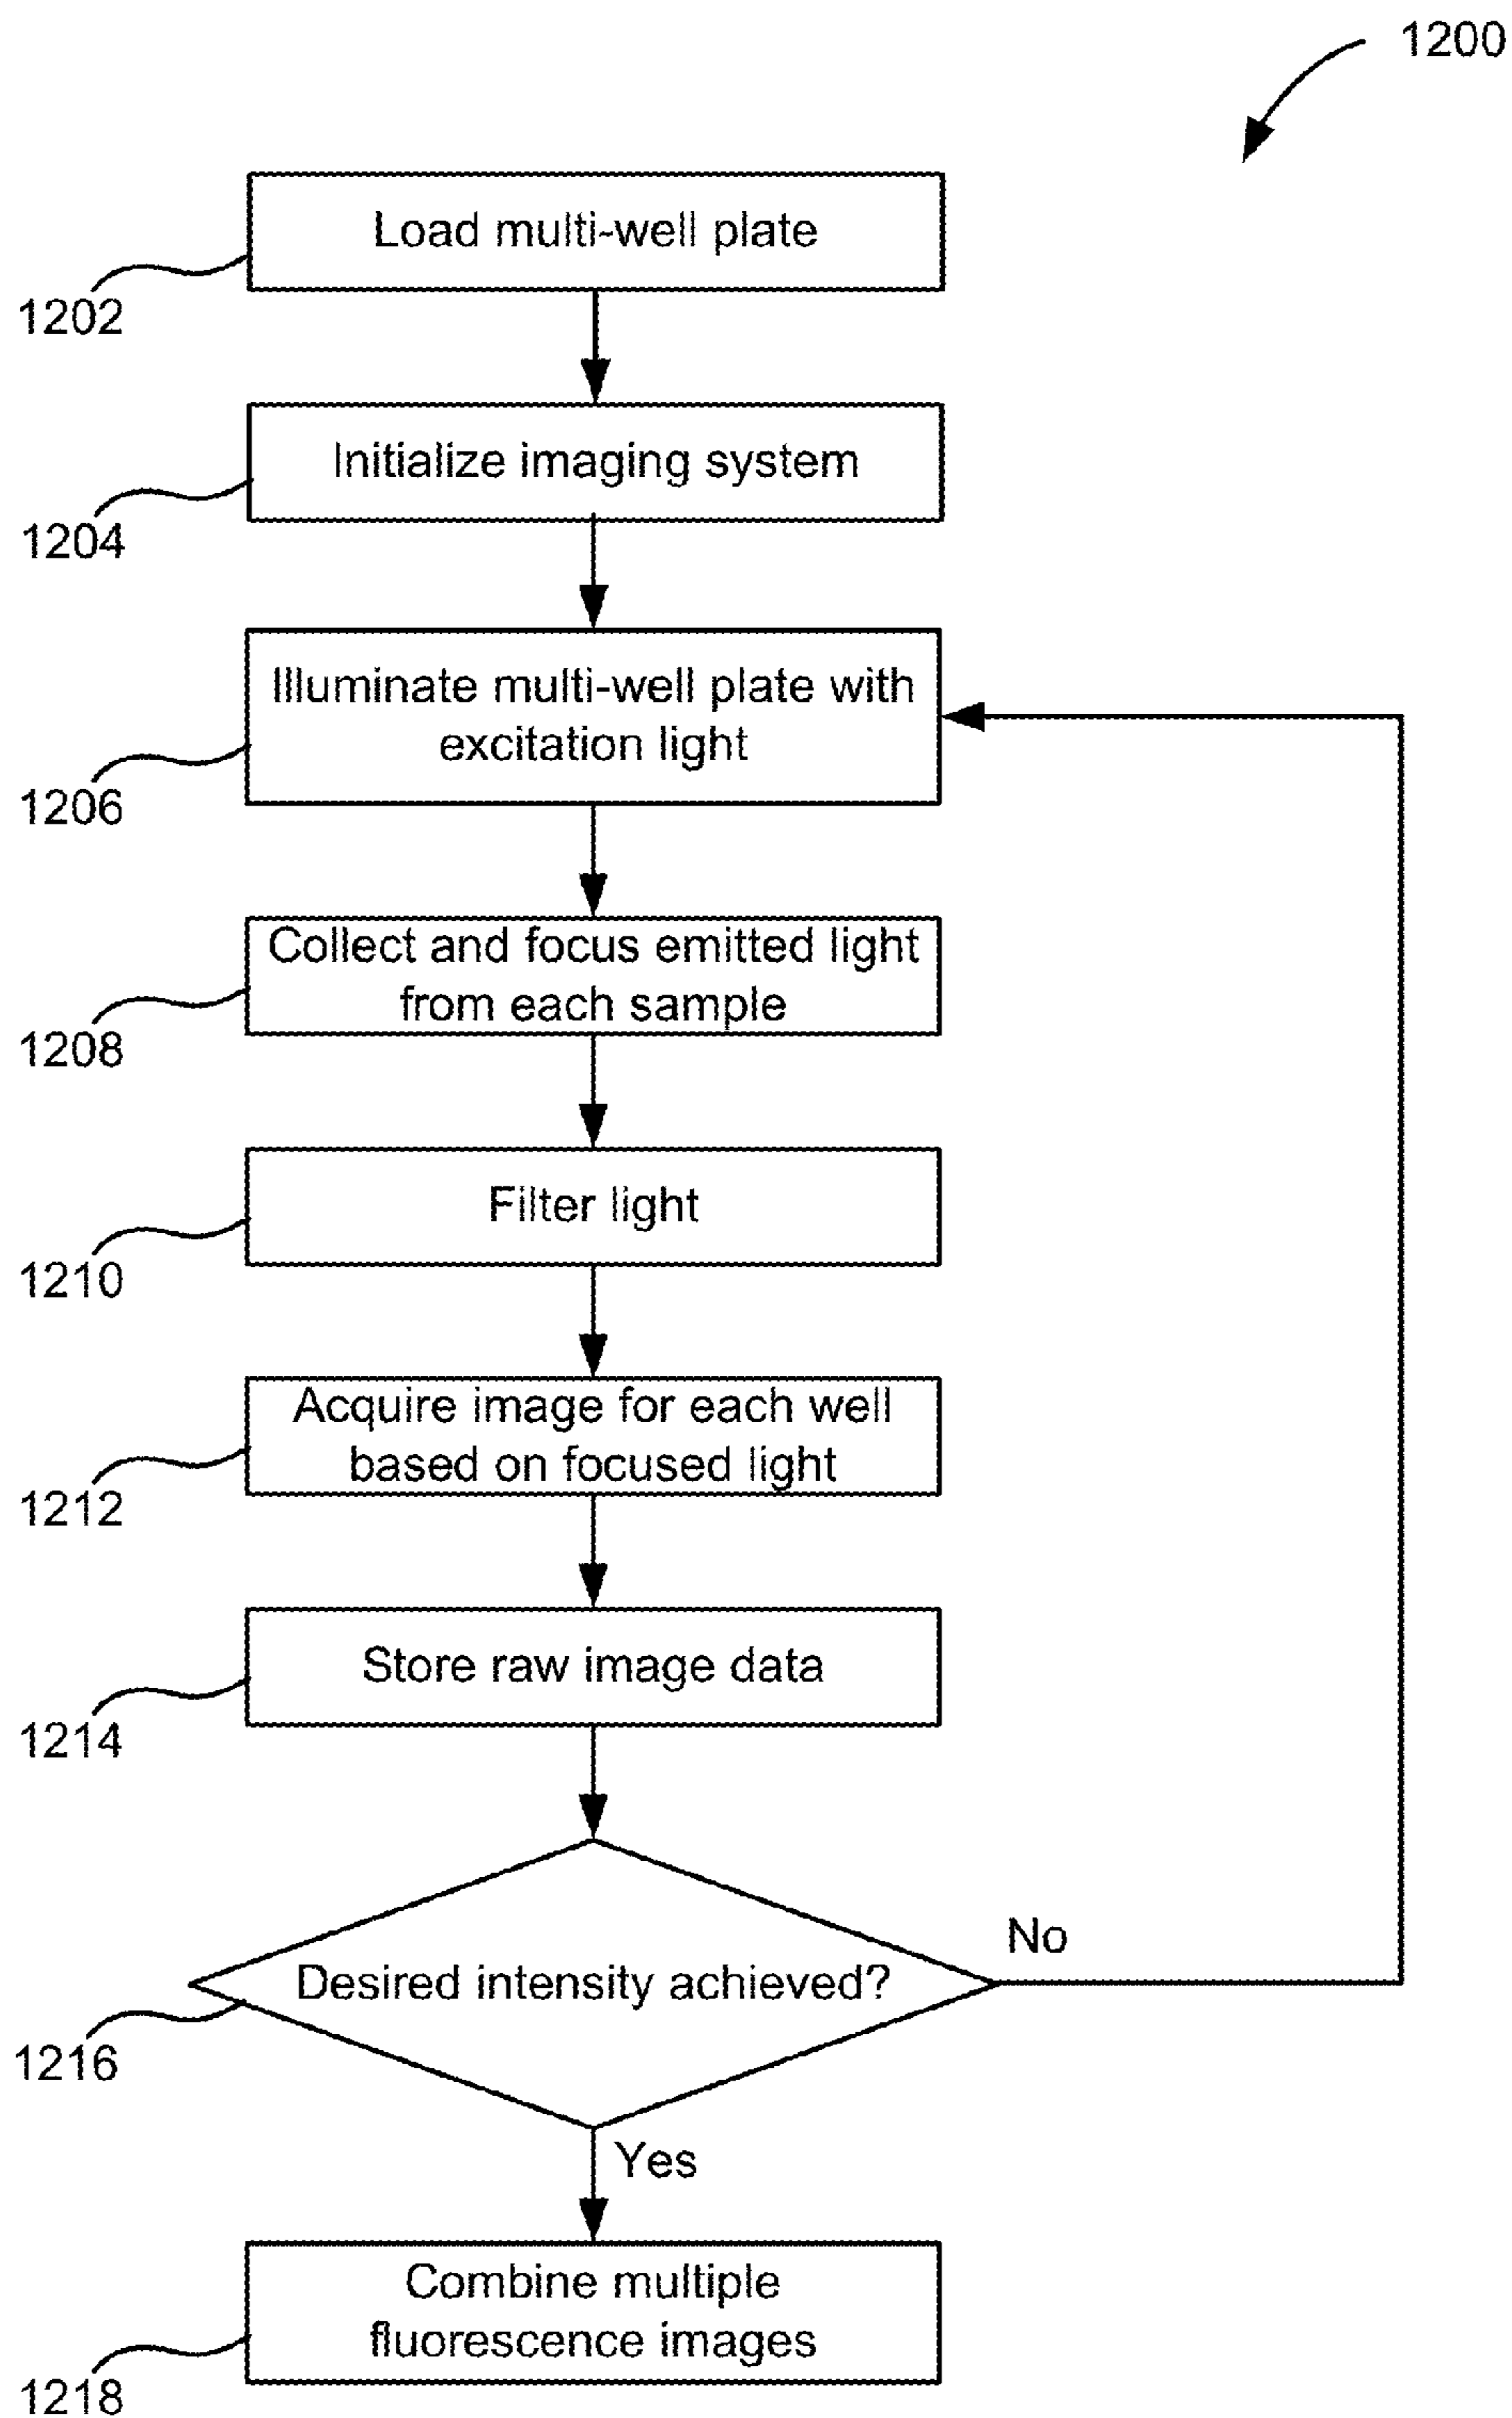 1200
Load multi-well plate
1202
Initialize imaging system
1204
Illuminate multi-well plate with
excitation light
1206
Collect and focus emitted light
from each sample
1208
Filter light
1210
Acquire image for each well
based on focused light
1212
Store raw image data
1214
No
Desired intensity achieved?
1216
Yes
Combine multiple
fluorescence images
1218